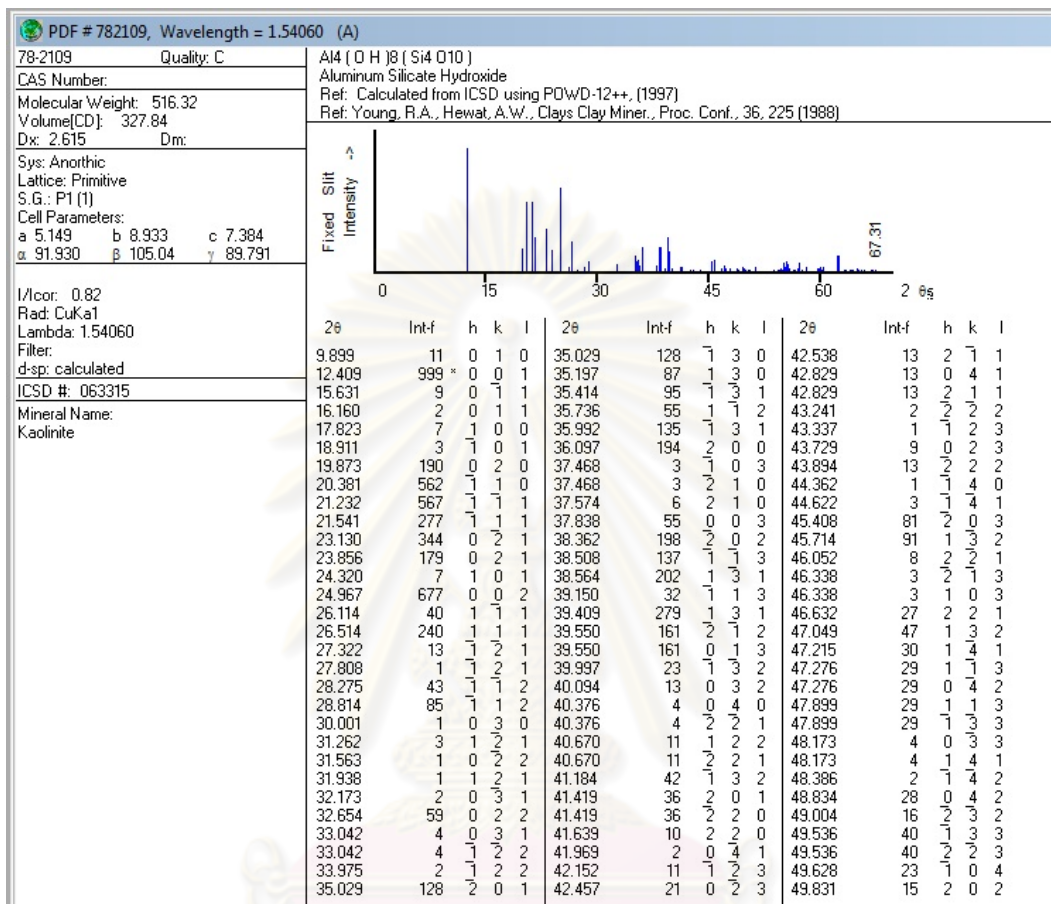 PDF # 782109, Wavelength = 1.54060 (A)
78-2109 Quality: C
CAS Number:
Molecular Weight: 516.32
Volume[CD]: 327.84
Dx: 2.615 Dm:
Sys: Anorthic
Lattice: Primitive
S.G.: P1 (1)
Cell Parameters:
a 5.149 b 8.933 c 7.384
α 91.930 β 105.04 γ 89.791
I/Icor: 0.82
Rad: CuKa1
Lambda: 1.54060
Filter:
d-sp: calculated
ICSD #: 063315
Mineral Name:
Kaolinite
Al4 ( O H )8 ( Si4 O10 )
Aluminum Silicate Hydroxide
Ref: Calculated from ICSD using POWD-12++, (1997)
Ref: Young, R.A., Hewat, A.W., Clays Clay Miner., Proc. Conf., 36, 225 (1988)
Fixed Slit
Intensity ->
67.31
0 15 30 45 60 2 θs
2θ Int-f h k l 2θ Int-f h k l 2θ Int-f h k l
9.899 11 0 1 0 35.029 128 1̄ 3 0 42.538 13 2 1̄ 1
12.409 999 * 0 0 1 35.197 87 1 3 0 42.829 13 0 4 1
15.631 9 0 1̄ 1 35.414 95 1̄ 3̄ 1 42.829 13 2 1 1
16.160 2 0 1 1 35.736 55 1 1̄ 2 43.241 2 2̄ 2̄ 2
17.823 7 1 0 0 35.992 135 1̄ 3 1 43.337 1 1̄ 2 3
18.911 3 1̄ 0 1 36.097 194 2 0 0 43.729 9 0 2 3
19.873 190 0 2 0 37.468 3 1̄ 0 3 43.894 13 2̄ 2 2
20.381 562 1̄ 1 0 37.468 3 2̄ 1 0 44.362 1 1̄ 4 0
21.232 567 1̄ 1̄ 1 37.574 6 2 1 0 44.622 3 1̄ 4 1
21.541 277 1̄ 1 1 37.838 55 0 0 3 45.408 81 2̄ 0 3
23.130 344 0 2̄ 1 38.362 198 2̄ 0 2 45.714 91 1 3̄ 2
23.856 179 0 2 1 38.508 137 1̄ 1̄ 3 46.052 8 2 2̄ 1
24.320 7 1 0 1 38.564 202 1 3̄ 1 46.338 3 2̄ 1 3
24.967 677 0 0 2 39.150 32 1̄ 1 3 46.338 3 1 0 3
26.114 40 1 1̄ 1 39.409 279 1 3 1 46.632 27 2 2 1
26.514 240 1 1 1 39.550 161 2̄ 1̄ 2 47.049 47 1 3 2
27.322 13 1̄ 2̄ 1 39.550 161 0 1̄ 3 47.215 30 1 4̄ 1
27.808 1 1̄ 2 1 39.997 23 1̄ 3̄ 2 47.276 29 1 1̄ 3
28.275 43 1̄ 1̄ 2 40.094 13 0 3 2 47.276 29 0 4̄ 2
28.814 85 1̄ 1 2 40.376 4 0 4 0 47.899 29 1 1 3
30.001 1 0 3 0 40.376 4 2̄ 2̄ 1 47.899 29 1̄ 3̄ 3
31.262 3 1 2̄ 1 40.670 11 1 2̄ 2 48.173 4 0 3 3
31.563 1 0 2̄ 2 40.670 11 2̄ 2 1 48.173 4 1 4 1
31.938 1 1 2 1 41.184 42 1̄ 3 2 48.386 2 1̄ 4̄ 2
32.173 2 0 3̄ 1 41.419 36 2 0 1 48.834 28 0 4 2
32.654 59 0 2 2 41.419 36 2̄ 2 0 49.004 16 2̄ 3̄ 2
33.042 4 0 3 1 41.639 10 2 2 0 49.536 40 1̄ 3 3
33.042 4 1̄ 2̄ 2 41.969 2 0 4̄ 1 49.536 40 2̄ 2̄ 3
33.975 2 1̄ 2 2 42.152 11 1̄ 2̄ 3 49.628 23 1̄ 0 4
35.029 128 2̄ 0 1 42.457 21 0 2̄ 3 49.831 15 2 0 2